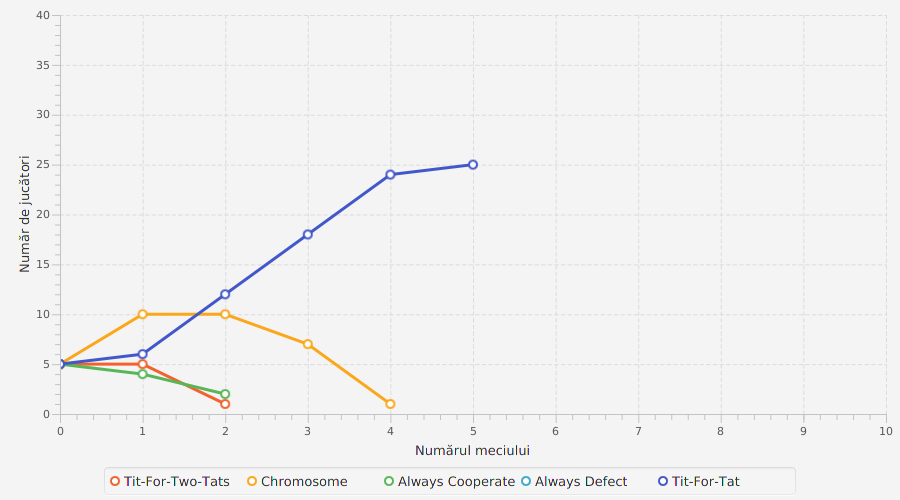 40
35
30
25
20
15
10
5
0
Număr de jucători
0 1 2 3 4 5 6 7 8 9 10
Numărul meciului
Tit-For-Two-Tats Chromosome Always Cooperate Always Defect Tit-For-Tat